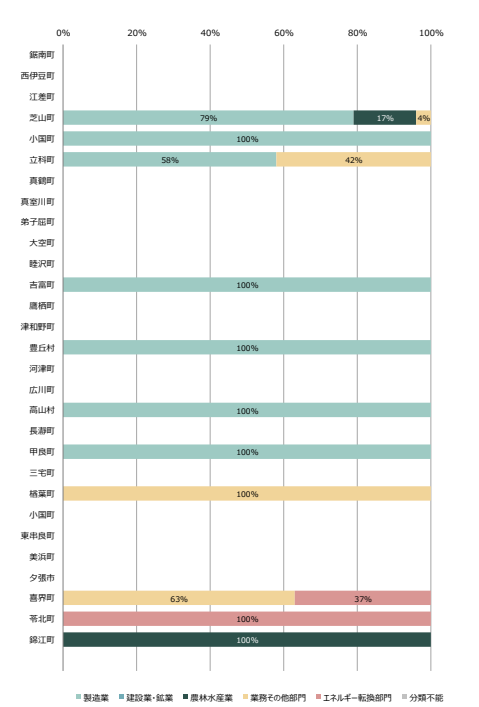 0% 20% 40% 60% 80% 100%
鋸南町
西伊豆町
江差町
芝山町 79% 17% 4%
小国町 100%
立科町 58% 42%
真鶴町
真室川町
弟子屈町
大空町
睦沢町
吉富町 100%
鷹栖町
津和野町
豊丘村 100%
河津町
広川町
高山村 100%
長瀞町
甲良町 100%
三宅町
楢葉町 100%
小国町
東串良町
美浜町
夕張市
喜界町 63% 37%
苓北町 100%
錦江町 100%
製造業 建設業・鉱業 農林水産業 業務その他部門 エネルギー転換部門 分類不能